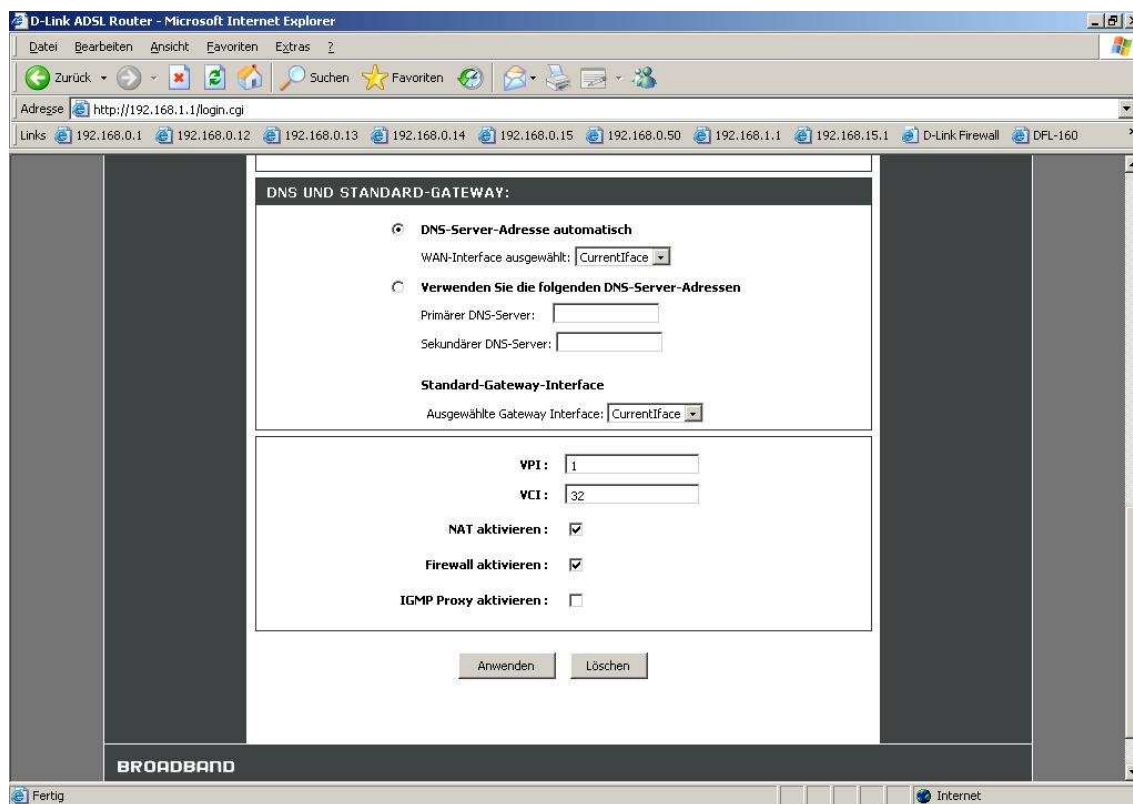 D-Link ADSL Router - Microsoft Internet Explorer
Datei Bearbeiten Ansicht Favoriten Extras ?
Zurück Suchen Favoriten
Adresse http://192.168.1.1/login.cgi
Links 192.168.0.1 192.168.0.12 192.168.0.13 192.168.0.14 192.168.0.15 192.168.0.50 192.168.1.1 192.168.15.1 D-Link Firewall DFL-160
DNS UND STANDARD-GATEWAY:
DNS-Server-Adresse automatisch
WAN-Interface ausgewählt: CurrentIface
Verwenden Sie die folgenden DNS-Server-Adressen
Primärer DNS-Server:
Sekundärer DNS-Server:
Standard-Gateway-Interface
Ausgewählte Gateway Interface: CurrentIface
VPI : 1
VCI : 32
NAT aktivieren :
Firewall aktivieren :
IGMP Proxy aktivieren :
Anwenden Löschen
BROADBAND
Fertig Internet